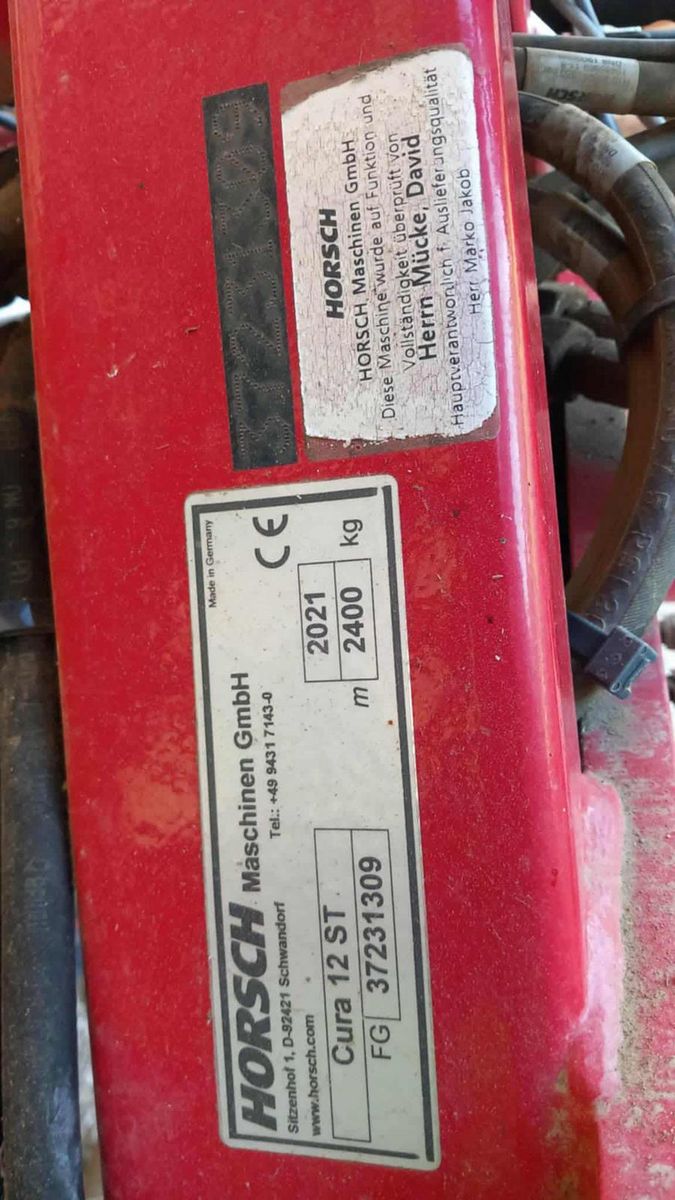 HORSCH Maschinen GmbH
Made in Germany
Sitzenhof 1, D-92421 Schwandorf
Tel.: +49 9431 7143-0
www.horsch.com
CE
Cura 12 ST
2021
FG 37231309
m 2400 kg
37231309
HORSCH
HORSCH Maschinen GmbH
Diese Maschine wurde auf Funktion und
Vollständigkeit überprüft von
Herrn Mücke, David
Hauptverantwortlich f. Auslieferungsqualität
Herr Marko Jakob
HORSCH